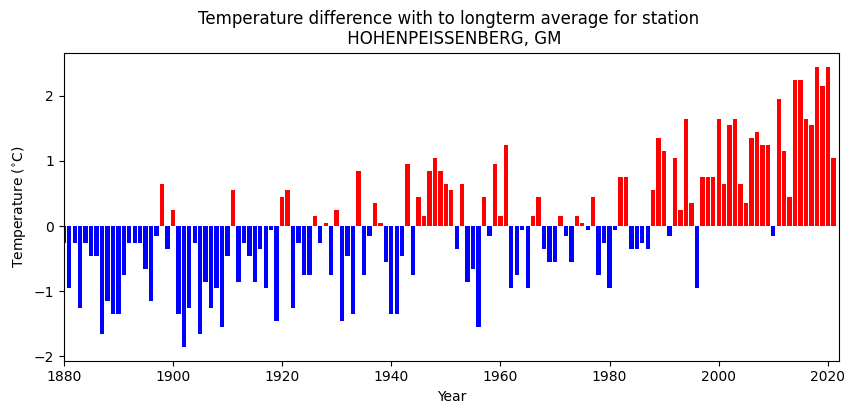 Temperature difference with to longterm average for station
HOHENPEISSENBERG, GM
Temperature (°C)
2
1
0
−1
−2
1880 1900 1920 1940 1960 1980 2000 2020
Year